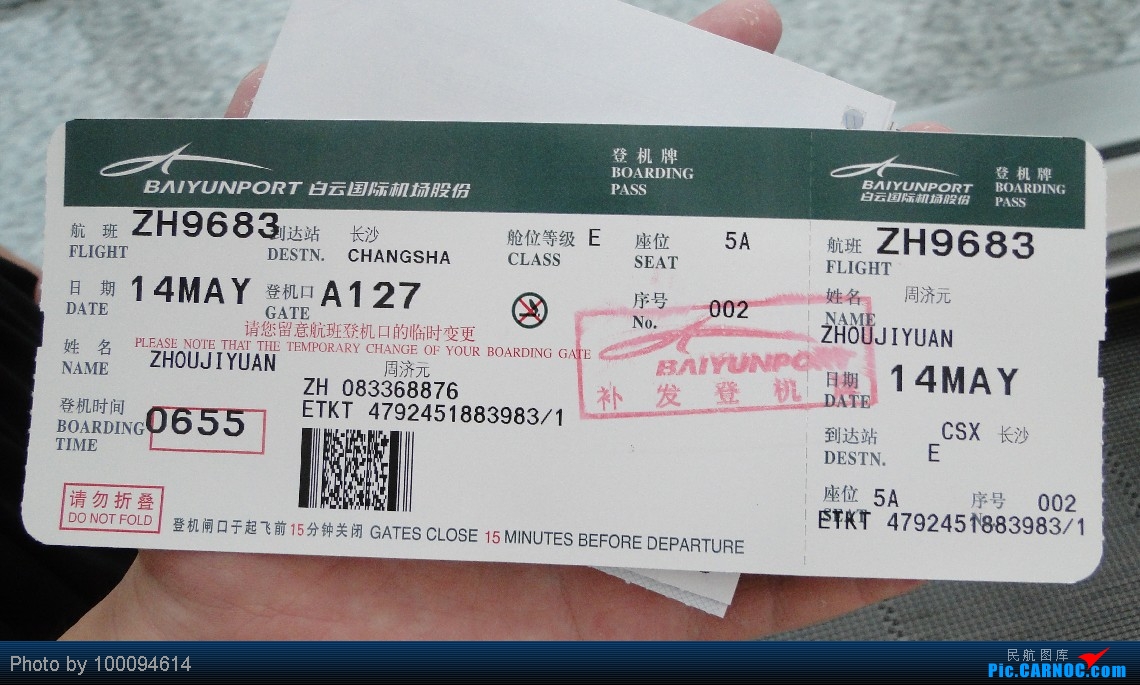 BAIYUNPORT 白云国际机场股份
登机牌
BOARDING
PASS
航班 ZH9683 到达站 长沙
FLIGHT DESTN. CHANGSHA
舱位等级 E 座位 5A
CLASS SEAT
日期 14MAY 登机口 A127
DATE GATE
序号 002
No.
请您留意航班登机口的临时变更
PLEASE NOTE THAT THE TEMPORARY CHANGE OF YOUR BOARDING GATE
姓名 ZHOUJIYUAN 周济元
NAME
ZH 083368876
ETKT 4792451883983/1
登机时间 0655
BOARDING
TIME
BAIYUNPORT
补发登机
请勿折叠
DO NOT FOLD
登机闸口于起飞前15分钟关闭 GATES CLOSE 15 MINUTES BEFORE DEPARTURE
BAIYUNPORT
白云国际机场股份
登机牌
BOARDING
PASS
航班 ZH9683
FLIGHT
姓名 周济元
NAME
ZHOUJIYUAN
日期 14MAY
DATE
到达站 CSX 长沙
DESTN. E
座位 5A 序号 002
ETKT 4792451883983/1
Photo by 100094614
民航图库
Pic.CARNOC.com